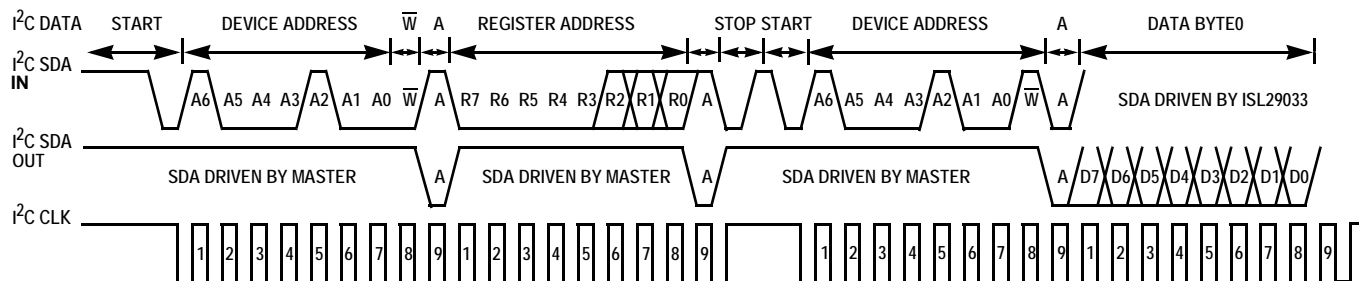 I²C DATA START DEVICE ADDRESS W̅ A REGISTER ADDRESS STOP START DEVICE ADDRESS A DATA BYTE0
I²C SDA IN A6 A5 A4 A3 A2 A1 A0 W̅ A R7 R6 R5 R4 R3 R2 R1 R0 A A6 A5 A4 A3 A2 A1 A0 W̅ A SDA DRIVEN BY ISL29033
I²C SDA OUT SDA DRIVEN BY MASTER A SDA DRIVEN BY MASTER A SDA DRIVEN BY MASTER A D7 D6 D5 D4 D3 D2 D1 D0
I²C CLK 1 2 3 4 5 6 7 8 9 1 2 3 4 5 6 7 8 9 1 2 3 4 5 6 7 8 9 1 2 3 4 5 6 7 8 9